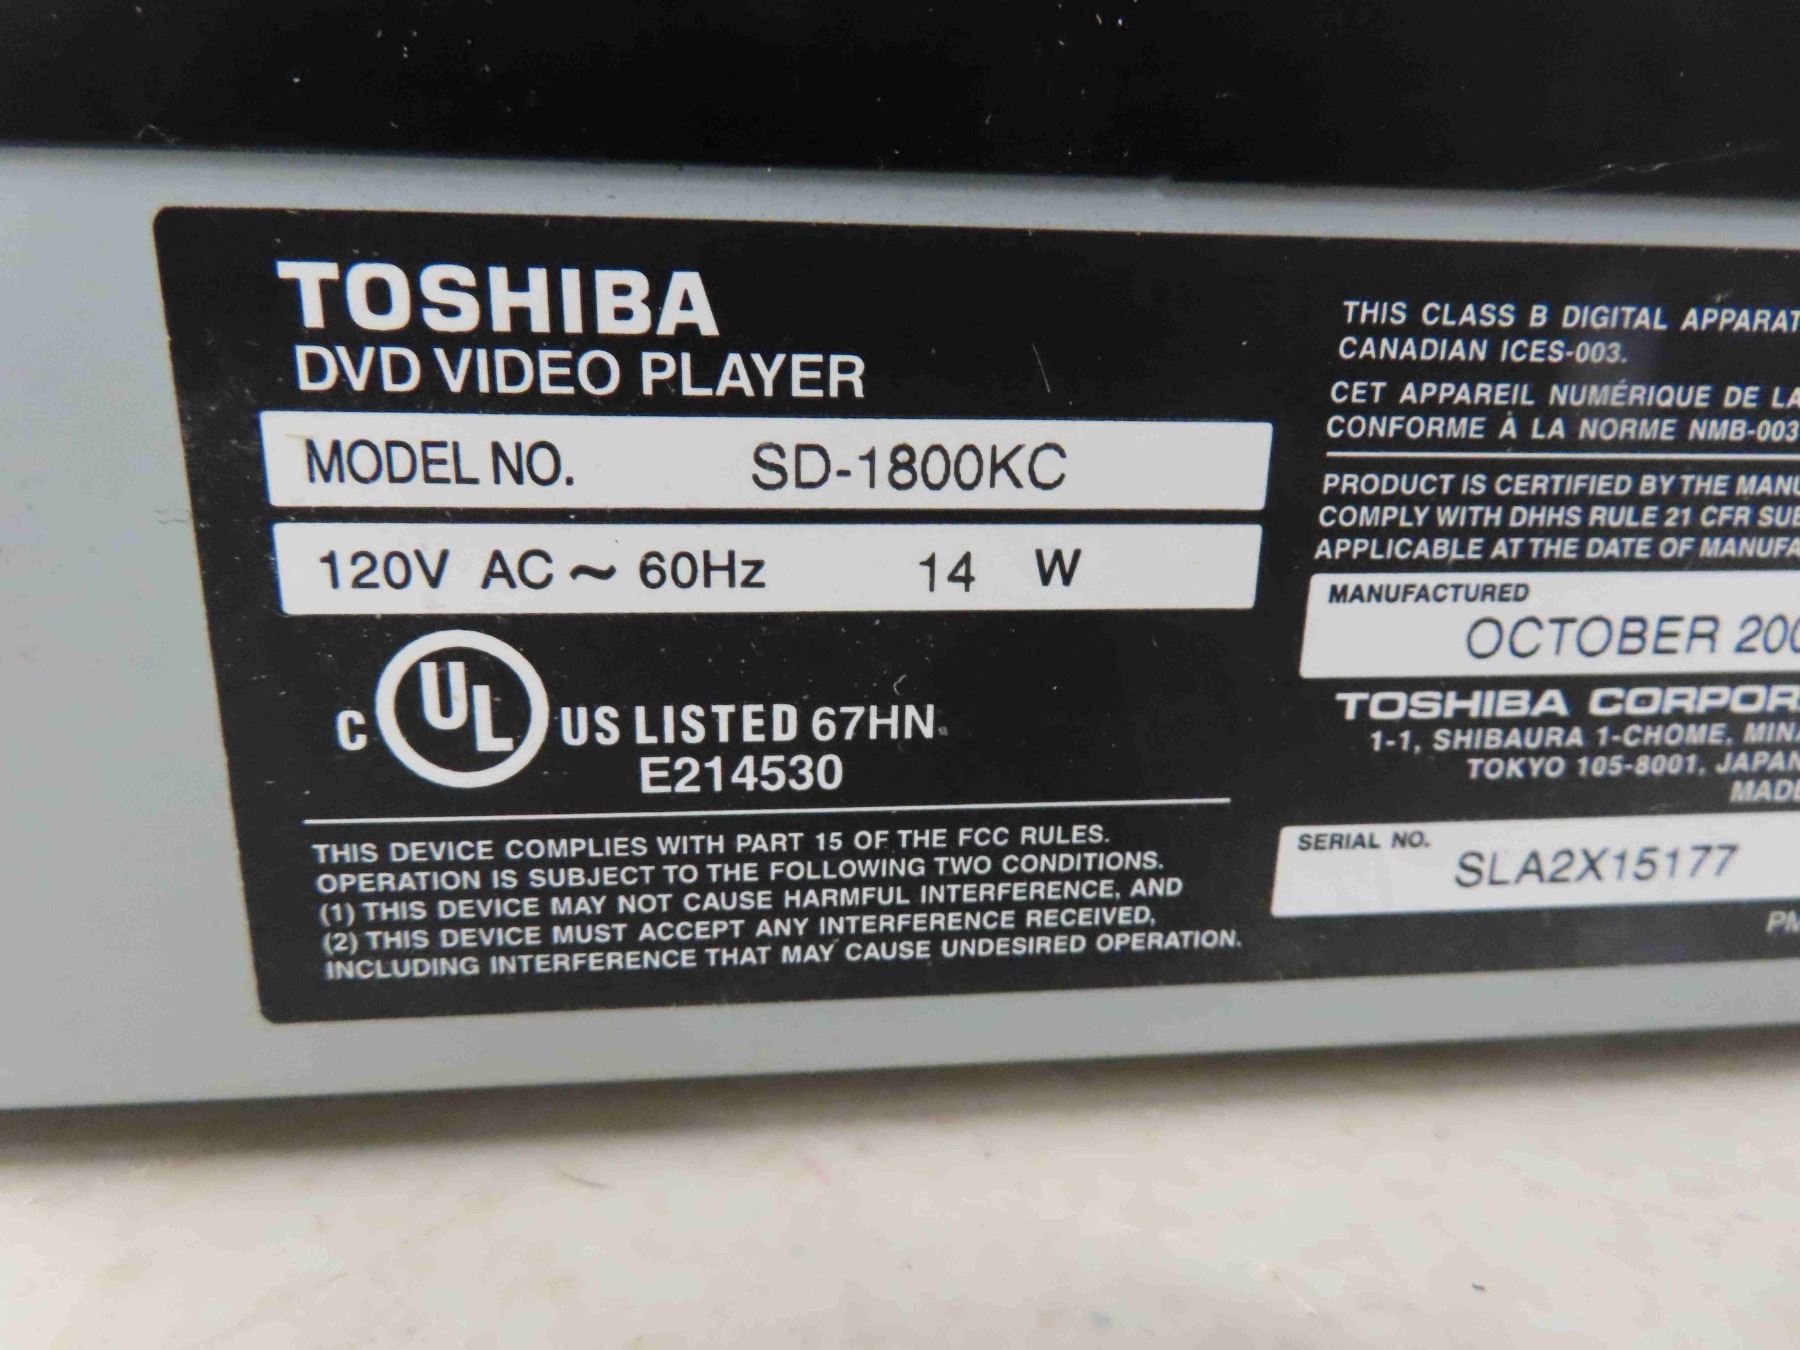 TOSHIBA
DVD VIDEO PLAYER
MODEL NO. SD-1800KC
120V AC ~ 60Hz 14 W
C UL US LISTED 67HN
E214530
THIS DEVICE COMPLIES WITH PART 15 OF THE FCC RULES.
OPERATION IS SUBJECT TO THE FOLLOWING TWO CONDITIONS.
(1) THIS DEVICE MAY NOT CAUSE HARMFUL INTERFERENCE, AND
(2) THIS DEVICE MUST ACCEPT ANY INTERFERENCE RECEIVED,
INCLUDING INTERFERENCE THAT MAY CAUSE UNDESIRED OPERATION.
THIS CLASS B DIGITAL
CANADIAN ICES-003.
CET APPAREIL NUMÉRIQUE DE
CONFORME À LA NORME NMB-003
PRODUCT IS CERTIFIED BY THE
COMPLY WITH DHHS RULE 21 CFR
APPLICABLE AT THE DATE OF
MANUFACTURED
OCTOBER
TOSHIBA
1-1, SHIBAURA 1-CHOME,
TOKYO 105-8001, JAPAN
SERIAL NO.
SLA2X15177